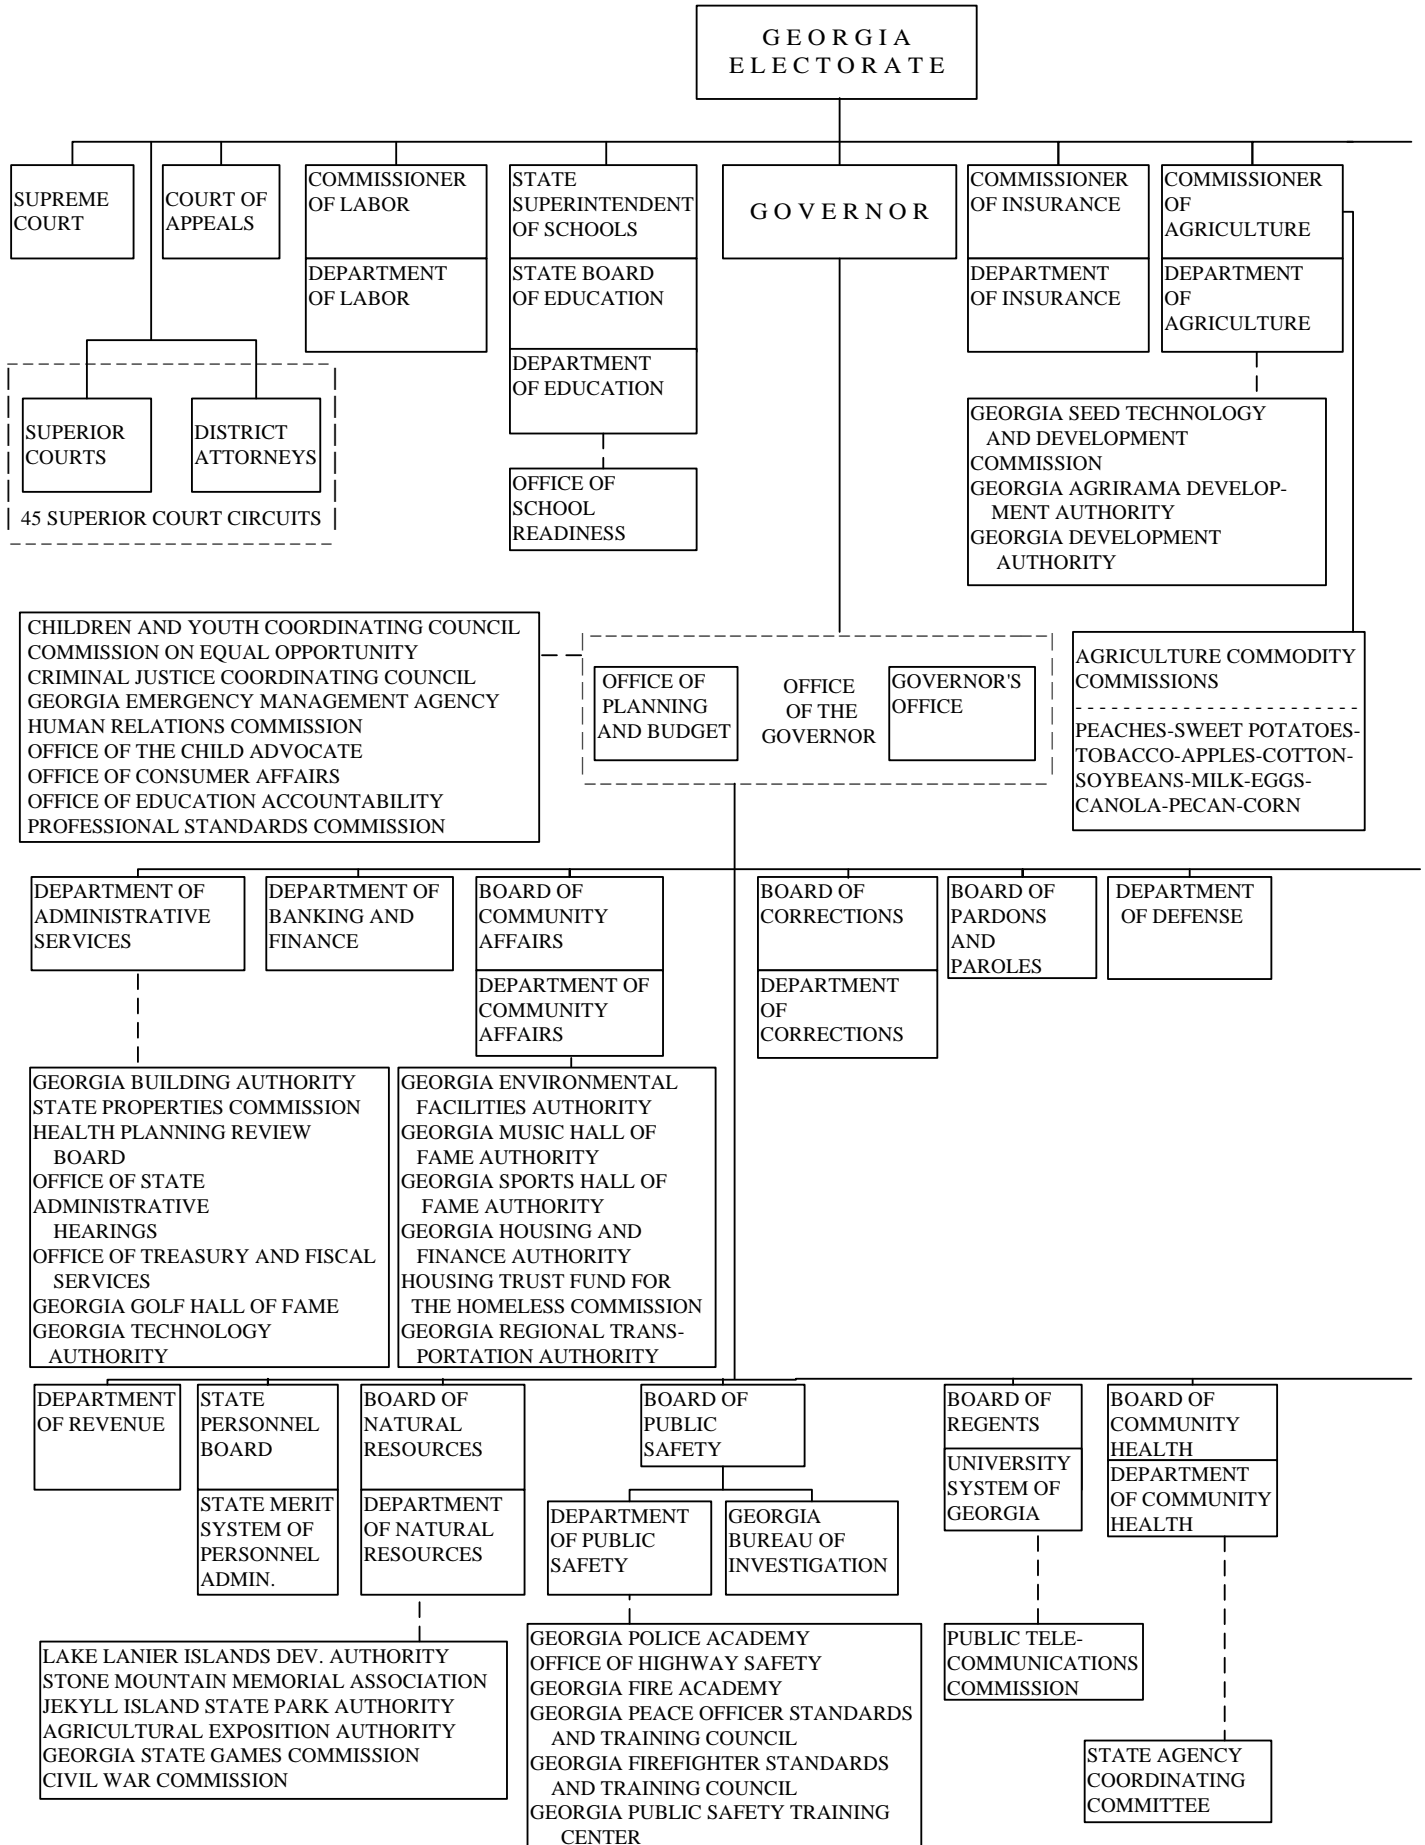 GEORGIA
ELECTORATE
SUPREME
COURT
COURT OF
APPEALS
COMMISSIONER
OF LABOR
DEPARTMENT
OF LABOR
STATE
SUPERINTENDENT
OF SCHOOLS
STATE BOARD
OF EDUCATION
DEPARTMENT
OF EDUCATION
OFFICE OF
SCHOOL
READINESS
GOVERNOR
COMMISSIONER
OF INSURANCE
DEPARTMENT
OF INSURANCE
COMMISSIONER
OF
AGRICULTURE
DEPARTMENT
OF
AGRICULTURE
SUPERIOR
COURTS
DISTRICT
ATTORNEYS
45 SUPERIOR COURT CIRCUITS
GEORGIA SEED TECHNOLOGY
AND DEVELOPMENT
COMMISSION
GEORGIA AGRIRAMA DEVELOP-
MENT AUTHORITY
GEORGIA DEVELOPMENT
AUTHORITY
CHILDREN AND YOUTH COORDINATING COUNCIL
COMMISSION ON EQUAL OPPORTUNITY
CRIMINAL JUSTICE COORDINATING COUNCIL
GEORGIA EMERGENCY MANAGEMENT AGENCY
HUMAN RELATIONS COMMISSION
OFFICE OF THE CHILD ADVOCATE
OFFICE OF CONSUMER AFFAIRS
OFFICE OF EDUCATION ACCOUNTABILITY
PROFESSIONAL STANDARDS COMMISSION
OFFICE OF
PLANNING
AND BUDGET
OFFICE
OF THE
GOVERNOR
GOVERNOR'S
OFFICE
AGRICULTURE COMMODITY
COMMISSIONS
PEACHES-SWEET POTATOES-
TOBACCO-APPLES-COTTON-
SOYBEANS-MILK-EGGS-
CANOLA-PECAN-CORN
DEPARTMENT OF
ADMINISTRATIVE
SERVICES
DEPARTMENT OF
BANKING AND
FINANCE
BOARD OF
COMMUNITY
AFFAIRS
DEPARTMENT OF
COMMUNITY
AFFAIRS
BOARD OF
CORRECTIONS
DEPARTMENT
OF
CORRECTIONS
BOARD OF
PARDONS
AND
PAROLES
DEPARTMENT
OF DEFENSE
GEORGIA BUILDING AUTHORITY
STATE PROPERTIES COMMISSION
HEALTH PLANNING REVIEW
BOARD
OFFICE OF STATE
ADMINISTRATIVE
HEARINGS
OFFICE OF TREASURY AND FISCAL
SERVICES
GEORGIA GOLF HALL OF FAME
GEORGIA TECHNOLOGY
AUTHORITY
GEORGIA ENVIRONMENTAL
FACILITIES AUTHORITY
GEORGIA MUSIC HALL OF
FAME AUTHORITY
GEORGIA SPORTS HALL OF
FAME AUTHORITY
GEORGIA HOUSING AND
FINANCE AUTHORITY
HOUSING TRUST FUND FOR
THE HOMELESS COMMISSION
GEORGIA REGIONAL TRANS-
PORTATION AUTHORITY
DEPARTMENT
OF REVENUE
STATE
PERSONNEL
BOARD
STATE MERIT
SYSTEM OF
PERSONNEL
ADMIN.
BOARD OF
NATURAL
RESOURCES
DEPARTMENT
OF NATURAL
RESOURCES
BOARD OF
PUBLIC
SAFETY
DEPARTMENT
OF PUBLIC
SAFETY
GEORGIA
BUREAU OF
INVESTIGATION
BOARD OF
REGENTS
UNIVERSITY
SYSTEM OF
GEORGIA
BOARD OF
COMMUNITY
HEALTH
DEPARTMENT
OF COMMUNITY
HEALTH
LAKE LANIER ISLANDS DEV. AUTHORITY
STONE MOUNTAIN MEMORIAL ASSOCIATION
JEKYLL ISLAND STATE PARK AUTHORITY
AGRICULTURAL EXPOSITION AUTHORITY
GEORGIA STATE GAMES COMMISSION
CIVIL WAR COMMISSION
GEORGIA POLICE ACADEMY
OFFICE OF HIGHWAY SAFETY
GEORGIA FIRE ACADEMY
GEORGIA PEACE OFFICER STANDARDS
AND TRAINING COUNCIL
GEORGIA FIREFIGHTER STANDARDS
AND TRAINING COUNCIL
GEORGIA PUBLIC SAFETY TRAINING
CENTER
PUBLIC TELE-
COMMUNICATIONS
COMMISSION
STATE AGENCY
COORDINATING
COMMITTEE